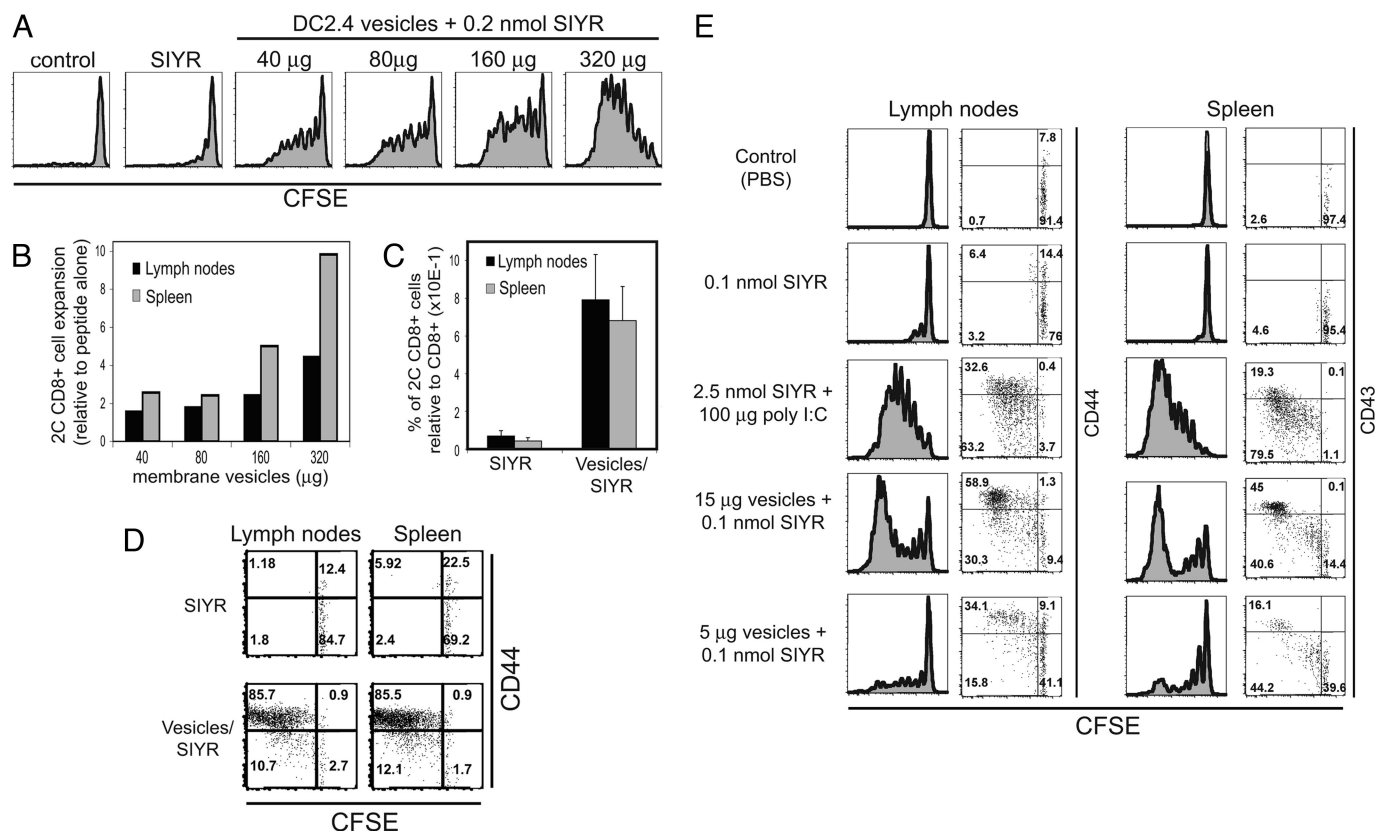 A
DC2.4 vesicles + 0.2 nmol SIYR
control
SIYR
40 µg
80µg
160 µg
320 µg
CFSE
B
2C CD8+ cell expansion
(relative to peptide alone)
10
8
6
4
2
0
Lymph nodes
Spleen
40
80
160
320
membrane vesicles (µg)
C
% of 2C CD8+ cells
relative to CD8+ (x10E-1)
10
8
6
4
2
0
Lymph nodes
Spleen
SIYR
Vesicles/
SIYR
D
Lymph nodes
Spleen
SIYR
1.18
12.4
1.8
84.7
5.92
22.5
2.4
69.2
Vesicles/
SIYR
85.7
0.9
10.7
2.7
85.5
0.9
12.1
1.7
CD44
CFSE
E
Lymph nodes
Spleen
Control
(PBS)
7.8
0.7
91.4
2.6
97.4
0.1 nmol SIYR
6.4
14.4
3.2
76
4.6
95.4
2.5 nmol SIYR +
100 µg poly I:C
32.6
0.4
63.2
3.7
19.3
0.1
79.5
1.1
15 µg vesicles +
0.1 nmol SIYR
58.9
1.3
30.3
9.4
45
0.1
40.6
14.4
5 µg vesicles +
0.1 nmol SIYR
34.1
9.1
15.8
41.1
16.1
44.2
39.6
CD44
CD43
CFSE